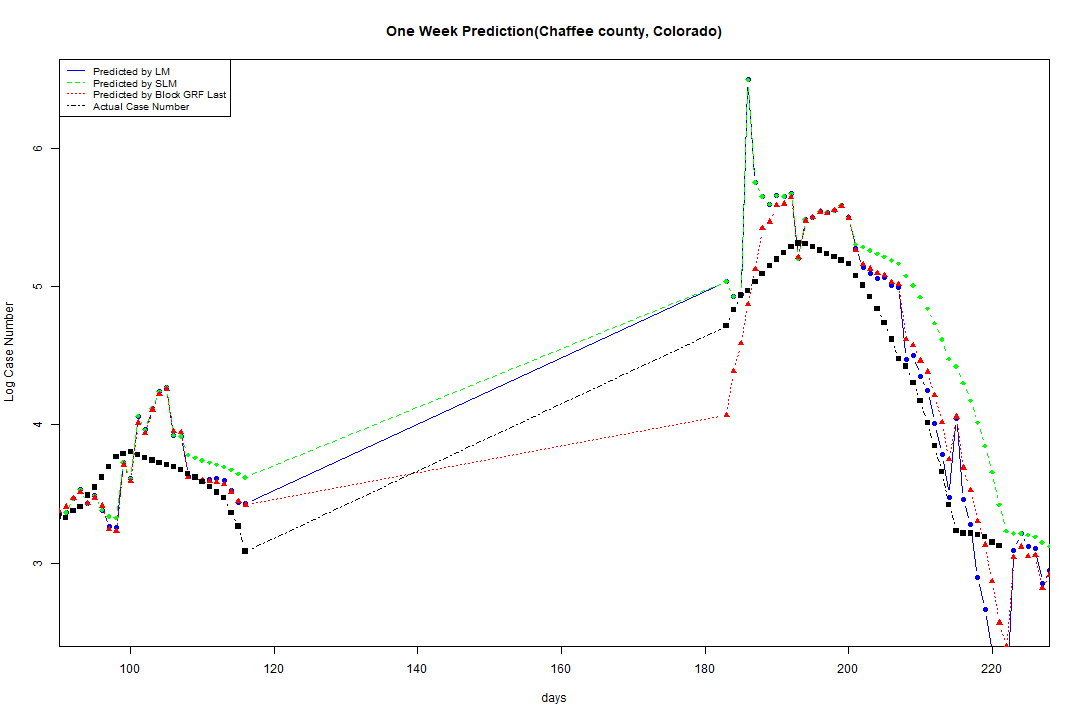 One Week Prediction(Chaffee county, Colorado)
Predicted by LM
Predicted by SLM
Predicted by Block GRF Last
Actual Case Number
6
5
4
3
Log Case Number
100 120 140 160 180 200 220
days